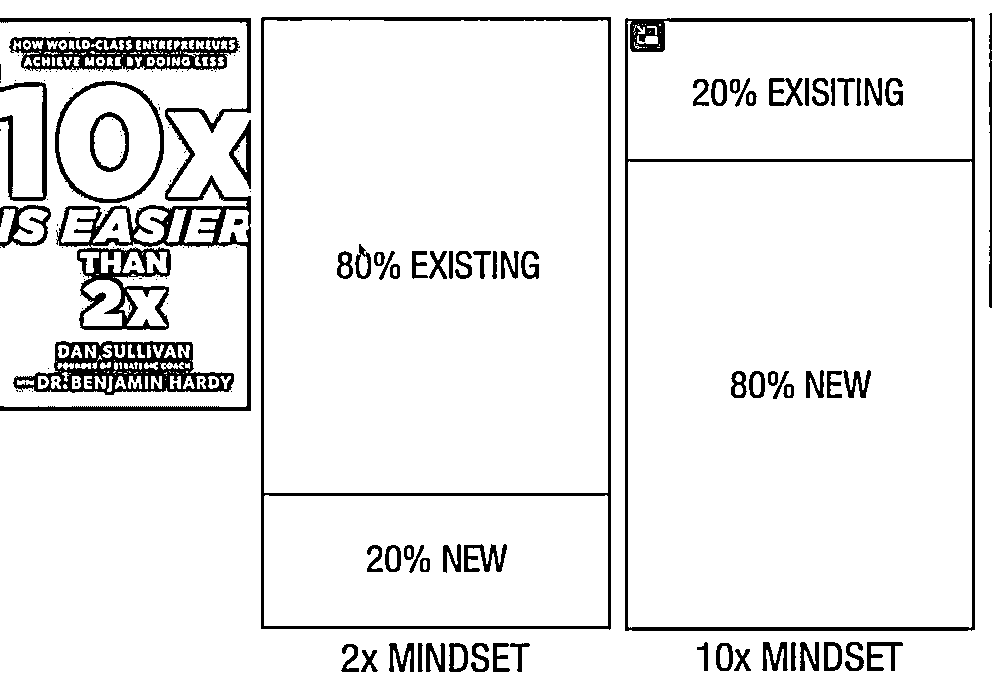 HOW WORLD-CLASS ENTREPRENEURS
ACHIEVE MORE BY DOING LESS
10x
IS EASIER
THAN
2x
DAN SULLIVAN
FOUNDER OF STRATEGIC COACH
WITH DR. BENJAMIN HARDY
80% EXISTING
20% NEW
2x MINDSET
20% EXISITING
80% NEW
10x MINDSET